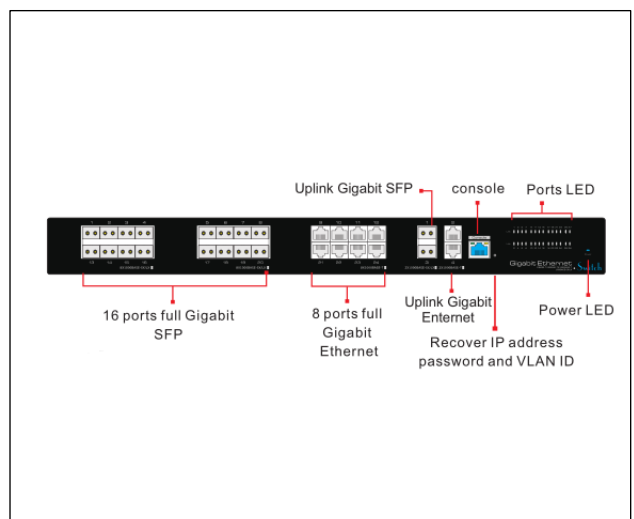 Uplink Gigabit SFP
console
Ports LED
Gigabit Ethernet
Switch
16 ports full Gigabit
SFP
8 ports full
Gigabit
Ethernet
Uplink Gigabit
Enternet
Recover IP address
password and VLAN ID
Power LED